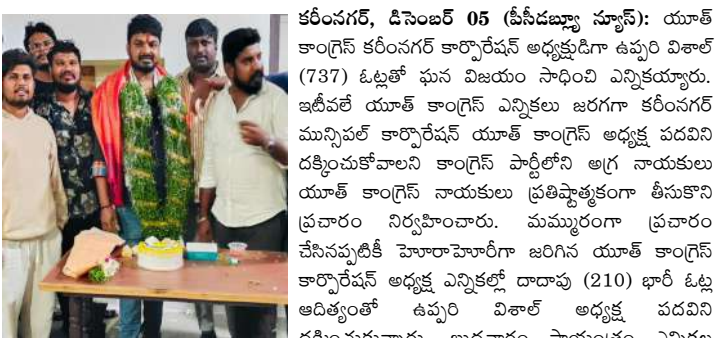 కరీంనగర్, డిసెంబర్ 05 (పీసీడబ్ల్యూ న్యూస్): యూత్
కాంగ్రెస్ కరీంనగర్ కార్పొరేషన్ అధ్యక్షుడిగా ఉప్పరి విశాల్
(737) ఓట్లతో ఘన విజయం సాధించి ఎన్నికయ్యారు.
ఇటీవలే యూత్ కాంగ్రెస్ ఎన్నికలు జరగగా కరీంనగర్
మున్సిపల్ కార్పొరేషన్ యూత్ కాంగ్రెస్ అధ్యక్ష పదవిని
దక్కించుకోవాలని కాంగ్రెస్ పార్టీలోని అగ్ర నాయకులు
యూత్ కాంగ్రెస్ నాయకులు ప్రతిష్టాత్మకంగా తీసుకొని
ప్రచారం నిర్వహించారు. మమ్మురంగా ప్రచారం
చేసినప్పటికీ హెూరాహెూరీగా జరిగిన యూత్ కాంగ్రెస్
కార్పొరేషన్ అధ్యక్ష ఎన్నికల్లో దాదాపు (210) భారీ ఓట్ల
ఆదిత్యంతో ఉప్పరి విశాల్ అధ్యక్ష పదవిని